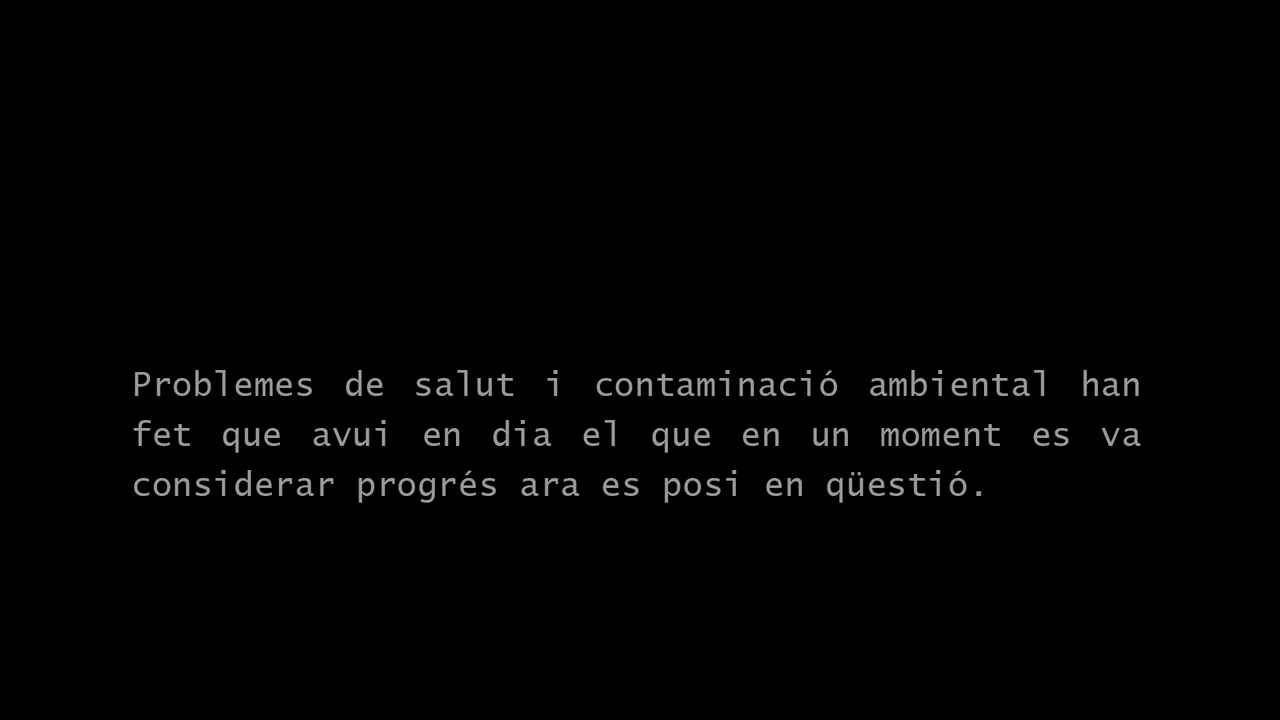 Problemes de salut i contaminació ambiental han
fet que avui en dia el que en un moment es va
considerar progrés ara es posi en qüestió.